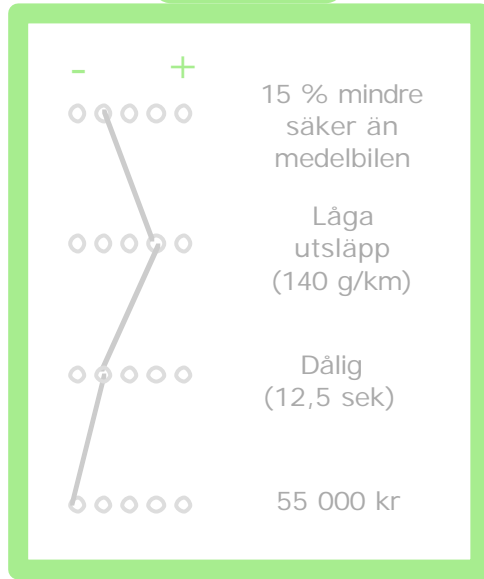 - +
15 % mindre
säker än
medelbilen
Låga
utsläpp
(140 g/km)
Dålig
(12,5 sek)
55 000 kr